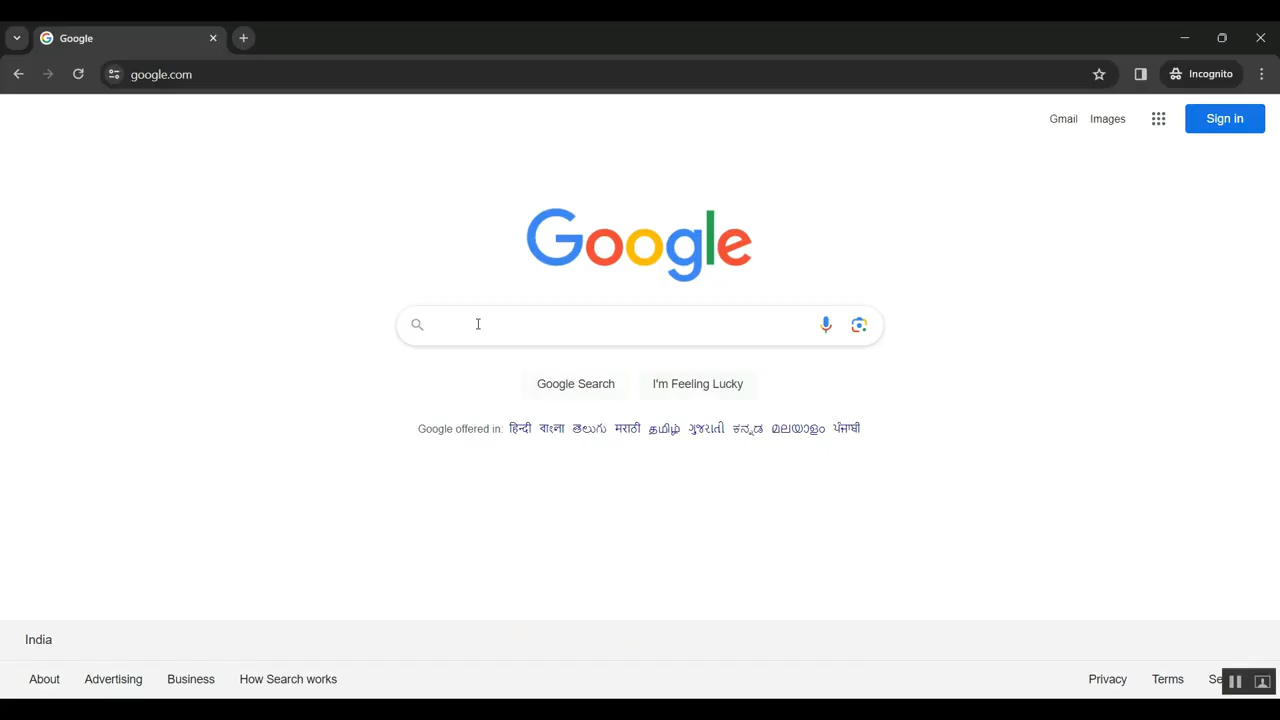 Google
google.com
Incognito
Gmail Images Sign in
Google
Google Search I'm Feeling Lucky
Google offered in: हिन्दी বাংলা తెలుగు मराठी தமிழ் ગુજરાતી ಕನ್ನಡ മലയാളം ਪੰਜਾਬੀ
India
About Advertising Business How Search works Privacy Terms Se